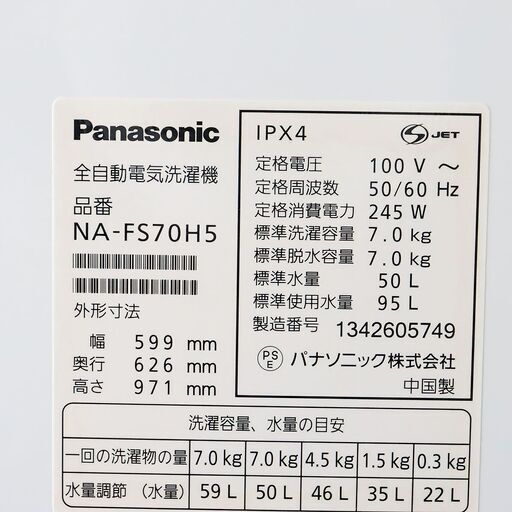 Panasonic
全自動電気洗濯機
品番
NA-FS70H5
外形寸法
幅 599 mm
奥行 626 mm
高さ 971 mm
IPX4
S JET
定格電圧 100 V ～
定格周波数 50/60 Hz
定格消費電力 245 W
標準洗濯容量 7.0 kg
標準脱水容量 7.0 kg
標準水量 50 L
標準使用水量 95 L
製造番号 1342605749
PSE パナソニック株式会社
中国製
洗濯容量、水量の目安
一回の洗濯物の量 7.0 kg 7.0 kg 4.5 kg 1.5 kg 0.3 kg
水量調節（水量） 59 L 50 L 46 L 35 L 22 L